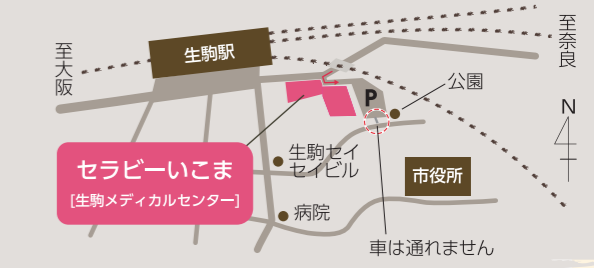 至大阪
生駒駅
至奈良
公園
P
N
セラビーいこま
[生駒メディカルセンター]
生駒セイ
セイビル
市役所
病院
車は通れません